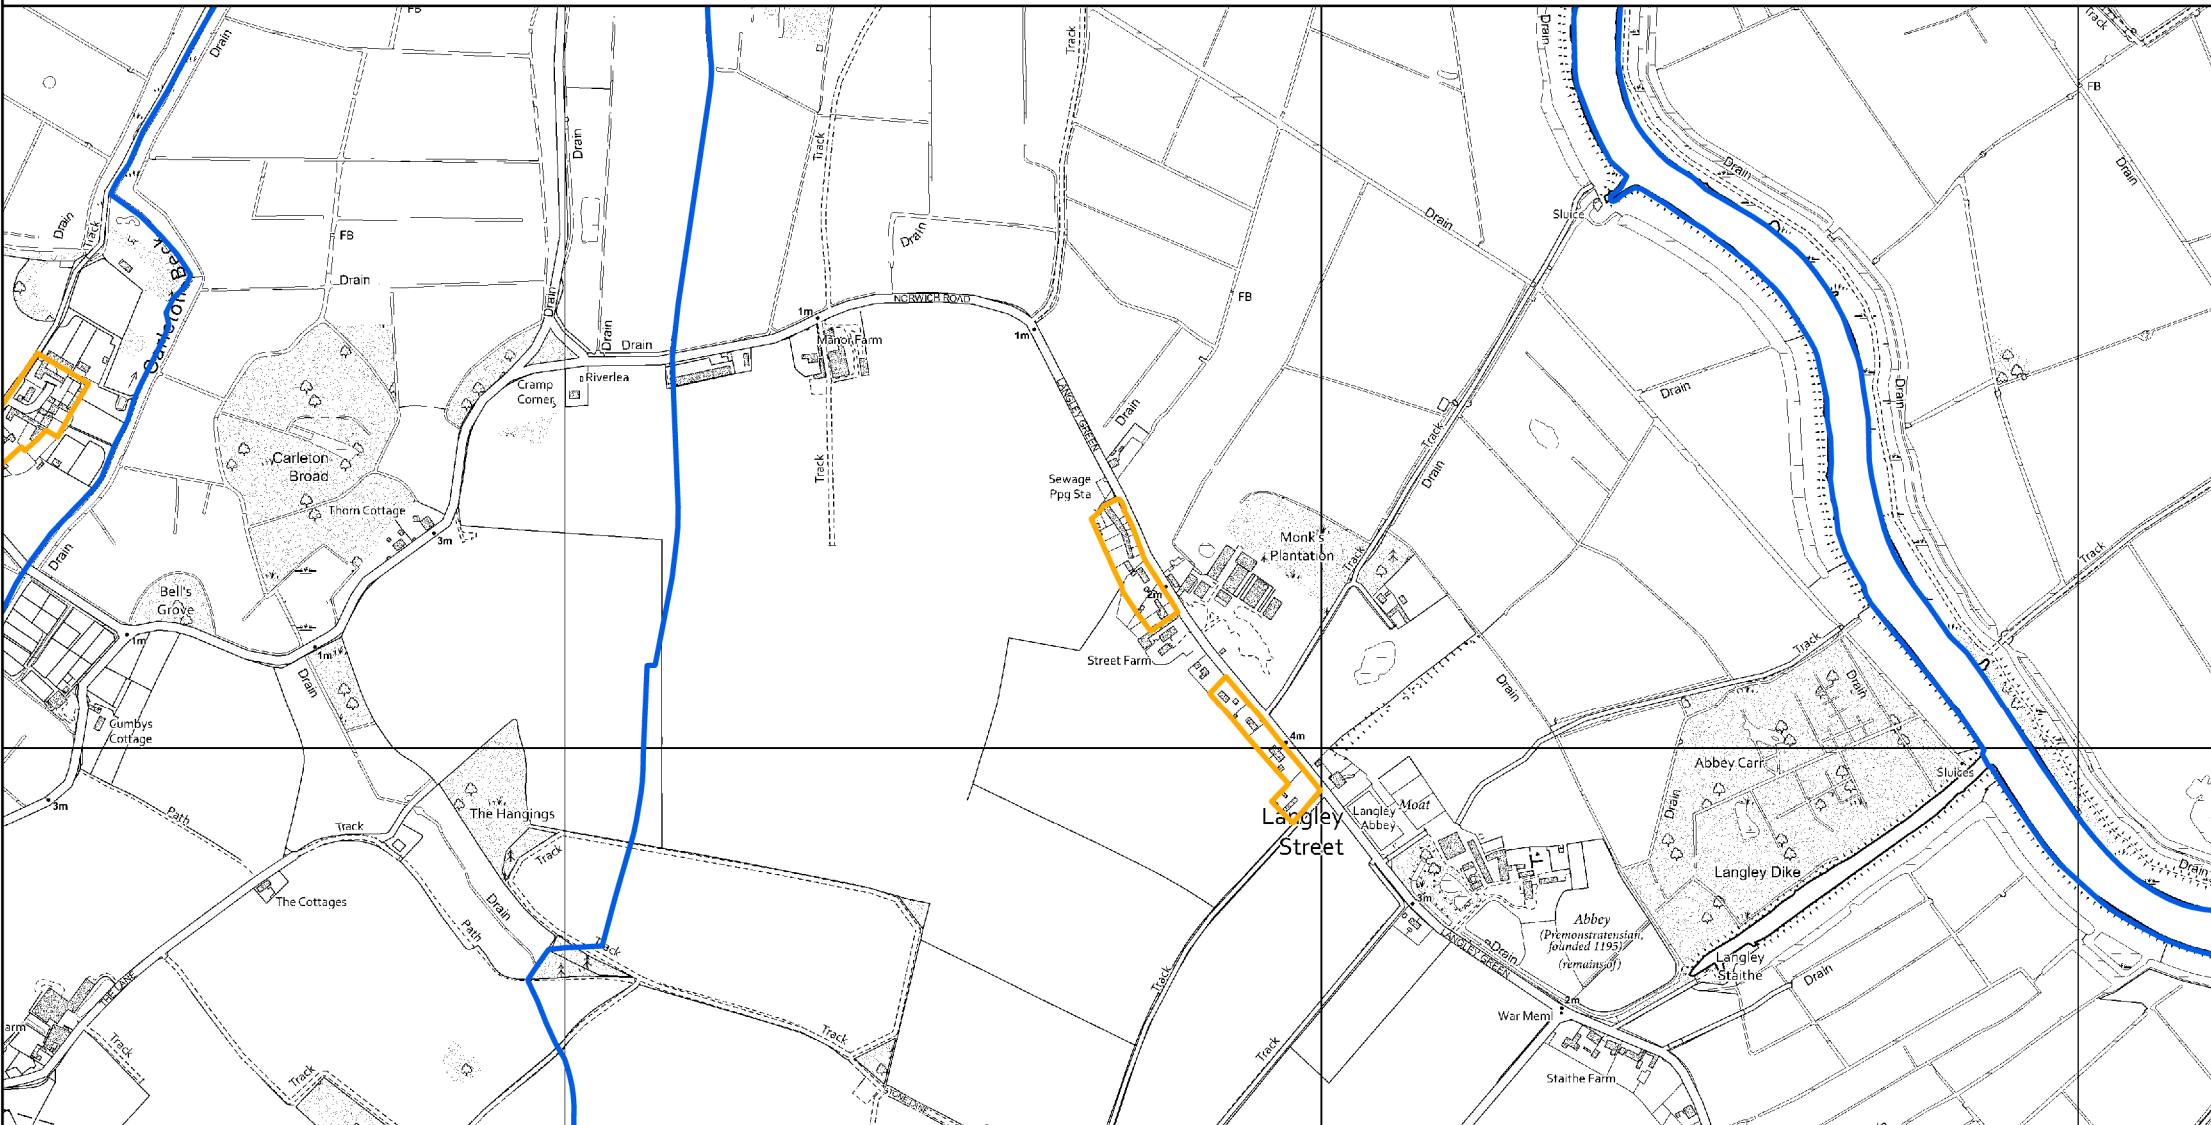 FB
Track
Drain
Drain
Track
Drain
FB
Drain
Drain
Track
Drain
Drain
Track
FB
Drain
Drain
Sluice
Drain
Carleton Beck
Drain
Drain
FB
NORWICH ROAD
1m
1m
Drain
Drain
Manor Farm
Riverlea
Cramp
Corner
LANGLEY GREEN
Drain
Drain
Drain
Track
Drain
Carleton
Broad
Track
Sewage
Ppg Sta
Thorn Cottage
3m
Monk's
Plantation
Track
Track
Drain
Bell's
Grove
2m
1m
1m
Street Farm
Track
Drain
Drain
Drain
Cumbys
Cottage
4m
Abbey Carr
Sluices
3m
Path
The Hangings
Track
Track
Langley
Street
Langley
Abbey
Moat
Drain
Langley Dike
Drain
The Cottages
Drain
Path
Track
3m
LANGLEY GREEN
Drain
Abbey
(Premonstratensian,
founded 1195)
(remains of)
Langley
Staithe
Drain
Track
THE LANE
2m
War Meml
arm
Track
Track
Track
Track
Staithe Farm